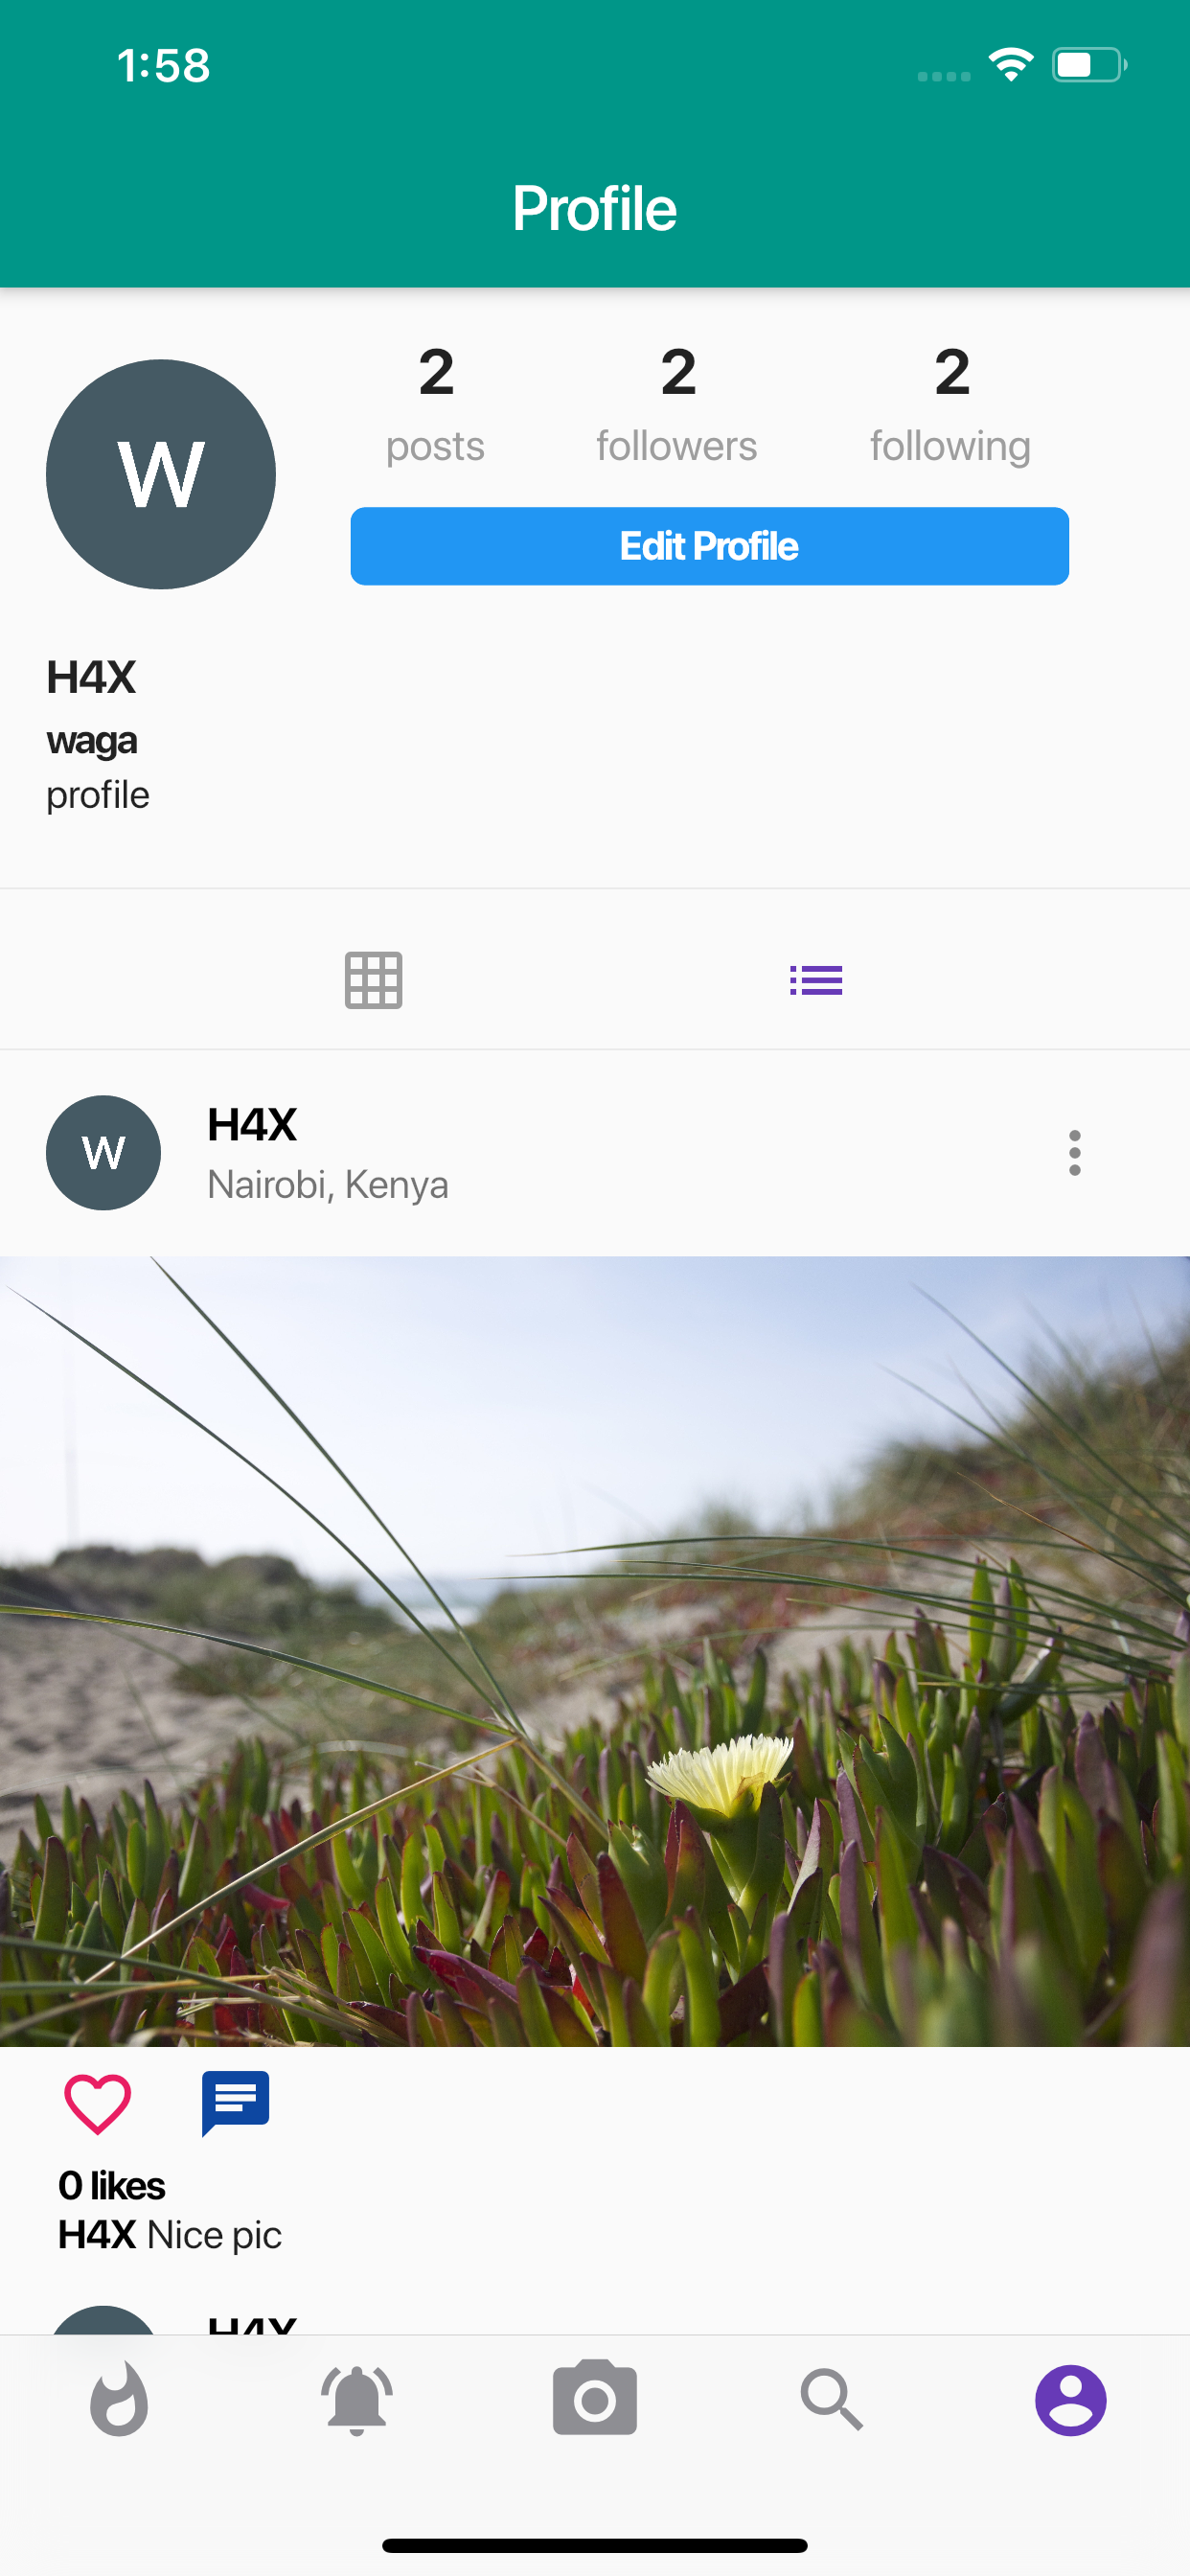 1:58
Profile
W
2 2 2
posts followers following
Edit Profile
H4X
waga
profile
W
H4X
Nairobi, Kenya
0 likes
H4X Nice pic
H4X